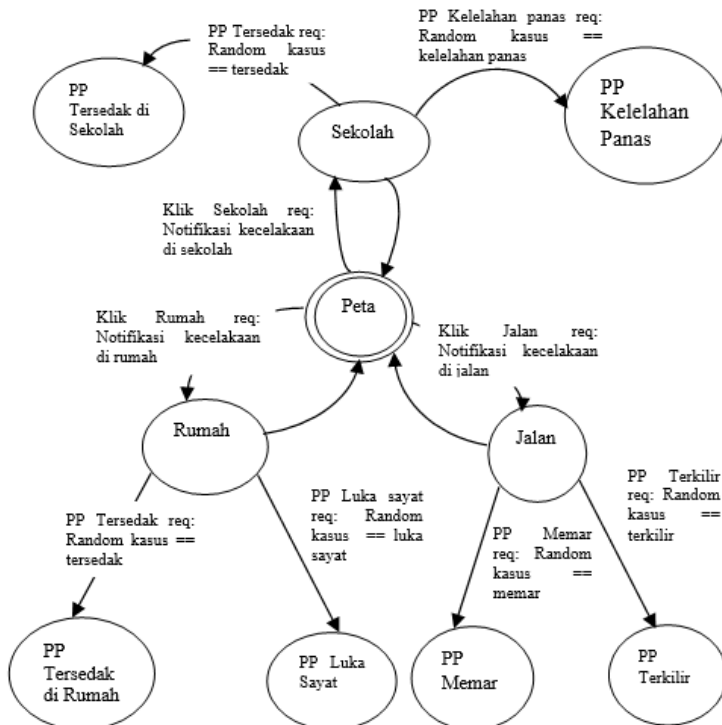 PP Tersedak req:
Random kasus
== tersedak
PP Kelelahan panas req:
Random kasus ==
kelelahan panas
PP
Tersedak di
Sekolah
Sekolah
PP
Kelelahan
Panas
Klik Sekolah req:
Notifikasi kecelakaan
di sekolah
Peta
Klik Rumah req:
Notifikasi kecelakaan
di rumah
Klik Jalan req:
Notifikasi kecelakaan
di jalan
Rumah
Jalan
PP Tersedak req:
Random kasus ==
tersedak
PP Luka sayat
req: Random
kasus == luka
sayat
PP Memar
req: Random
kasus ==
memar
PP Terkilir
req: Random
kasus ==
terkilir
PP
Tersedak
di Rumah
PP Luka
Sayat
PP
Memar
PP
Terkilir